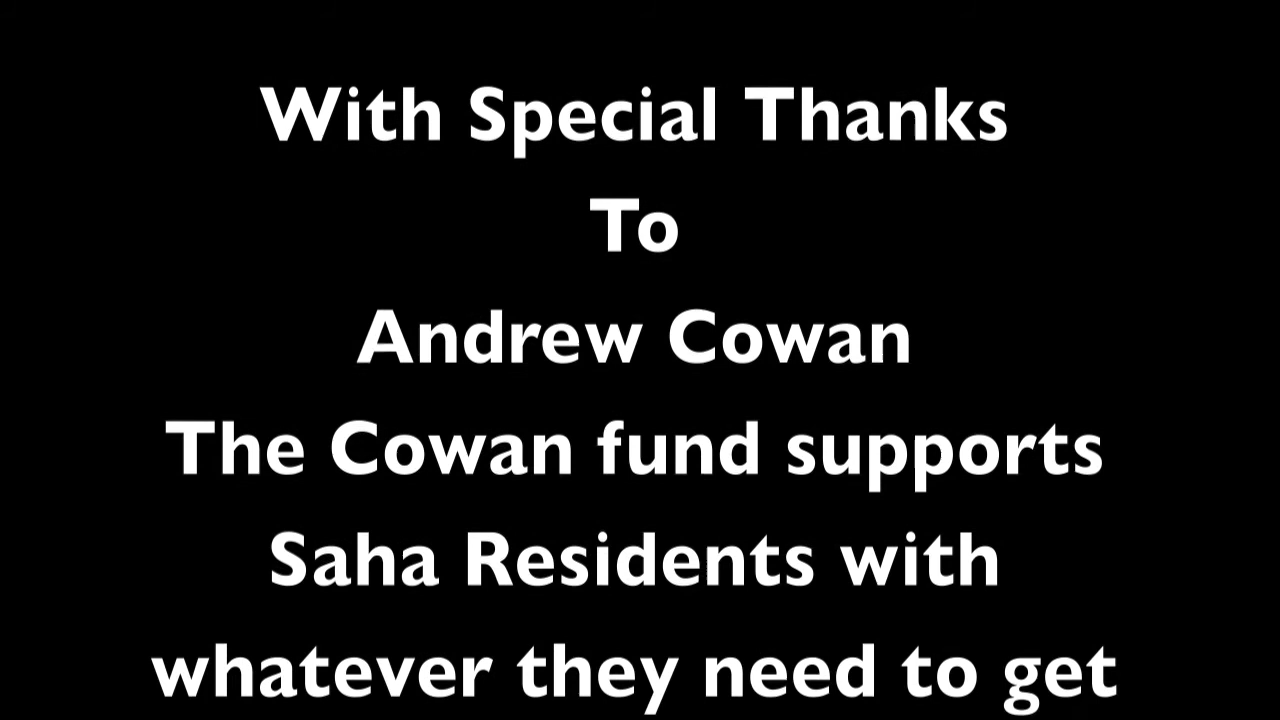 With Special Thanks
To
Andrew Cowan
The Cowan fund supports
Saha Residents with
whatever they need to get